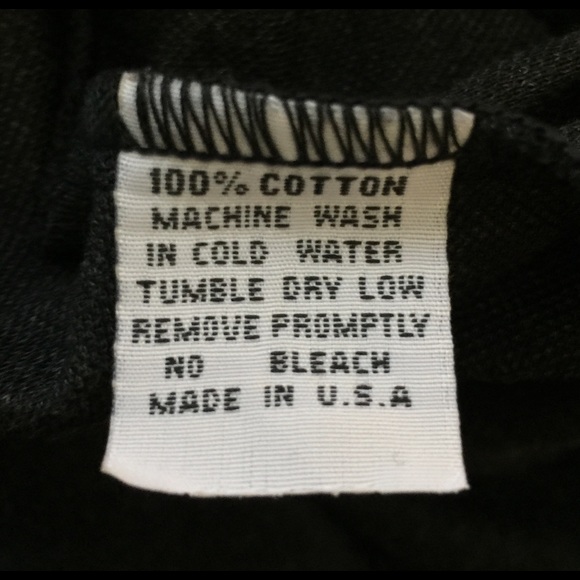 100% COTTON
MACHINE WASH
IN COLD WATER
TUMBLE DRY LOW
REMOVE PROMPTLY
NO BLEACH
MADE IN U.S.A